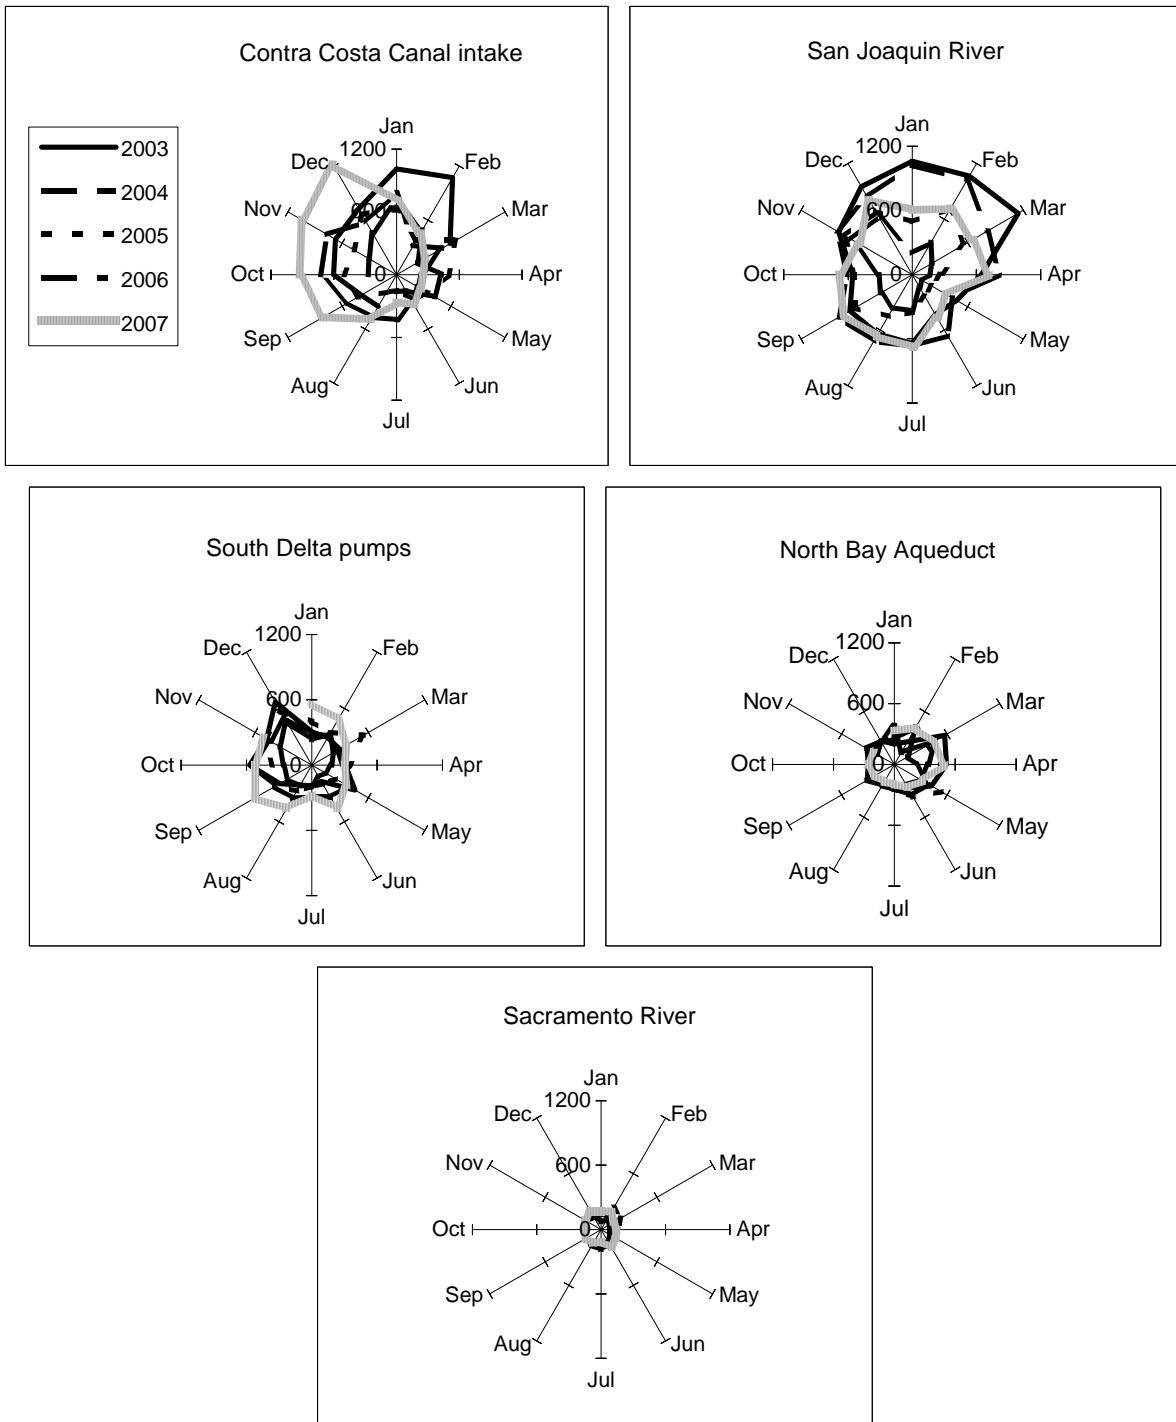 Contra Costa Canal intake
2003
2004
2005
2006
2007
Jan
1200
Dec
Feb
600
Nov
Mar
Oct
0
Apr
Sep
May
Aug
Jun
Jul
San Joaquin River
Jan
1200
Dec
Feb
600
Nov
Mar
Oct
0
Apr
Sep
May
Aug
Jun
Jul
South Delta pumps
Jan
1200
Dec
Feb
600
Nov
Mar
Oct
0
Apr
Sep
May
Aug
Jun
Jul
North Bay Aqueduct
Jan
1200
Dec
Feb
600
Nov
Mar
Oct
0
Apr
Sep
May
Aug
Jun
Jul
Sacramento River
Jan
1200
Dec
Feb
600
Nov
Mar
Oct
0
Apr
Sep
May
Aug
Jun
Jul